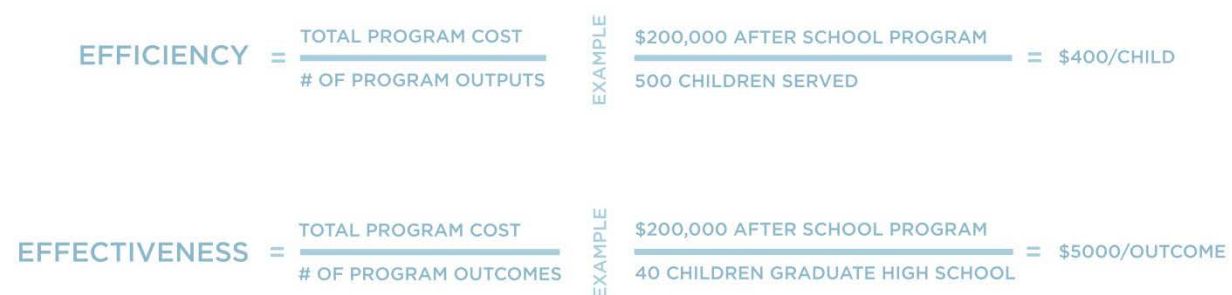 EFFICIENCY = TOTAL PROGRAM COST
# OF PROGRAM OUTPUTS
EXAMPLE
$200,000 AFTER SCHOOL PROGRAM
500 CHILDREN SERVED
= $400/CHILD
EFFECTIVENESS = TOTAL PROGRAM COST
# OF PROGRAM OUTCOMES
EXAMPLE
$200,000 AFTER SCHOOL PROGRAM
40 CHILDREN GRADUATE HIGH SCHOOL
= $5000/OUTCOME